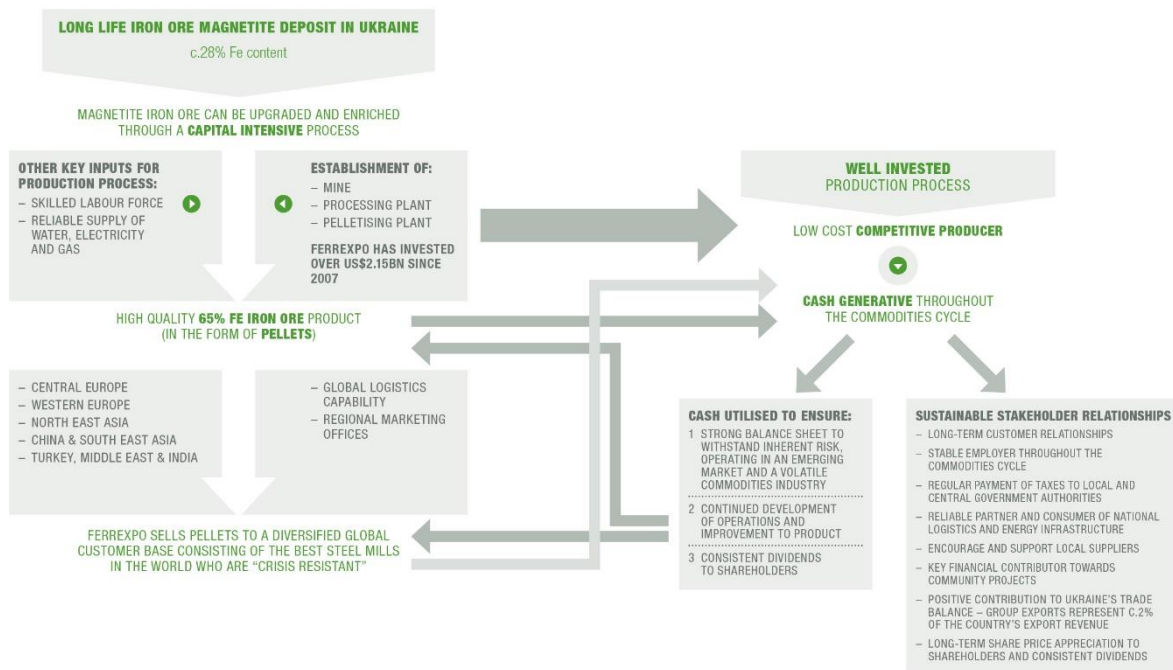 LONG LIFE IRON ORE MAGNETITE DEPOSIT IN UKRAINE
c.28% Fe content
MAGNETITE IRON ORE CAN BE UPGRADED AND ENRICHED
THROUGH A CAPITAL INTENSIVE PROCESS
OTHER KEY INPUTS FOR
PRODUCTION PROCESS:
– SKILLED LABOUR FORCE
– RELIABLE SUPPLY OF
WATER, ELECTRICITY
AND GAS
ESTABLISHMENT OF:
– MINE
– PROCESSING PLANT
– PELLETISING PLANT
FERREXPO HAS INVESTED
OVER US$2.15BN SINCE
2007
HIGH QUALITY 65% FE IRON ORE PRODUCT
(IN THE FORM OF PELLETS)
– CENTRAL EUROPE
– WESTERN EUROPE
– NORTH EAST ASIA
– CHINA & SOUTH EAST ASIA
– TURKEY, MIDDLE EAST & INDIA
– GLOBAL LOGISTICS
CAPABILITY
– REGIONAL MARKETING
OFFICES
FERREXPO SELLS PELLETS TO A DIVERSIFIED GLOBAL
CUSTOMER BASE CONSISTING OF THE BEST STEEL MILLS
IN THE WORLD WHO ARE “CRISIS RESISTANT”
WELL INVESTED
PRODUCTION PROCESS
LOW COST COMPETITIVE PRODUCER
CASH GENERATIVE THROUGHOUT
THE COMMODITIES CYCLE
CASH UTILISED TO ENSURE:
1 STRONG BALANCE SHEET TO
WITHSTAND INHERENT RISK,
OPERATING IN AN EMERGING
MARKET AND A VOLATILE
COMMODITIES INDUSTRY
2 CONTINUED DEVELOPMENT
OF OPERATIONS AND
IMPROVEMENT TO PRODUCT
3 CONSISTENT DIVIDENDS
TO SHAREHOLDERS
SUSTAINABLE STAKEHOLDER RELATIONSHIPS
– LONG-TERM CUSTOMER RELATIONSHIPS
– STABLE EMPLOYER THROUGHOUT THE
COMMODITIES CYCLE
– REGULAR PAYMENT OF TAXES TO LOCAL AND
CENTRAL GOVERNMENT AUTHORITIES
– RELIABLE PARTNER AND CONSUMER OF NATIONAL
LOGISTICS AND ENERGY INFRASTRUCTURE
– ENCOURAGE AND SUPPORT LOCAL SUPPLIERS
– KEY FINANCIAL CONTRIBUTOR TOWARDS
COMMUNITY PROJECTS
– POSITIVE CONTRIBUTION TO UKRAINE’S TRADE
BALANCE – GROUP EXPORTS REPRESENT C.2%
OF THE COUNTRY’S EXPORT REVENUE
– LONG-TERM SHARE PRICE APPRECIATION TO
SHAREHOLDERS AND CONSISTENT DIVIDENDS